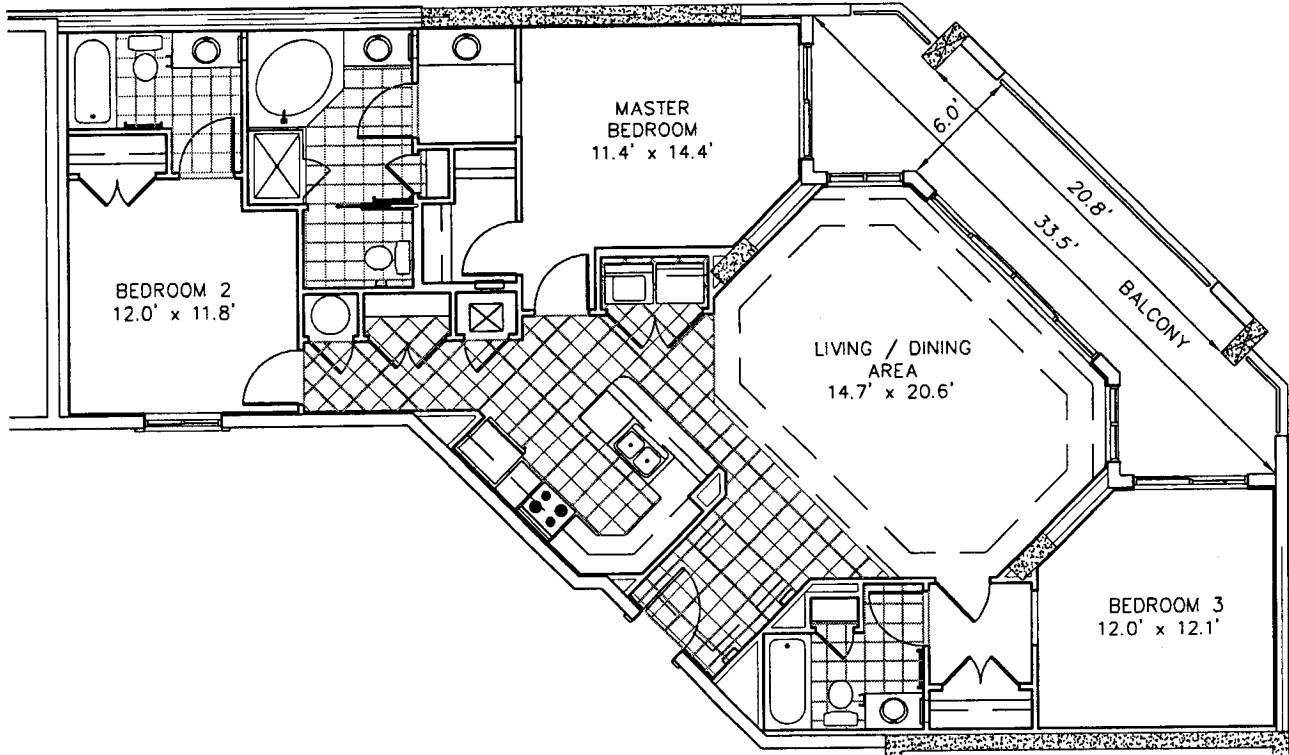 MASTER
BEDROOM
11.4' x 14.4'
6.0'
20.8'
33.5'
BALCONY
BEDROOM 2
12.0' x 11.8'
LIVING / DINING
AREA
14.7' x 20.6'
BEDROOM 3
12.0' x 12.1'